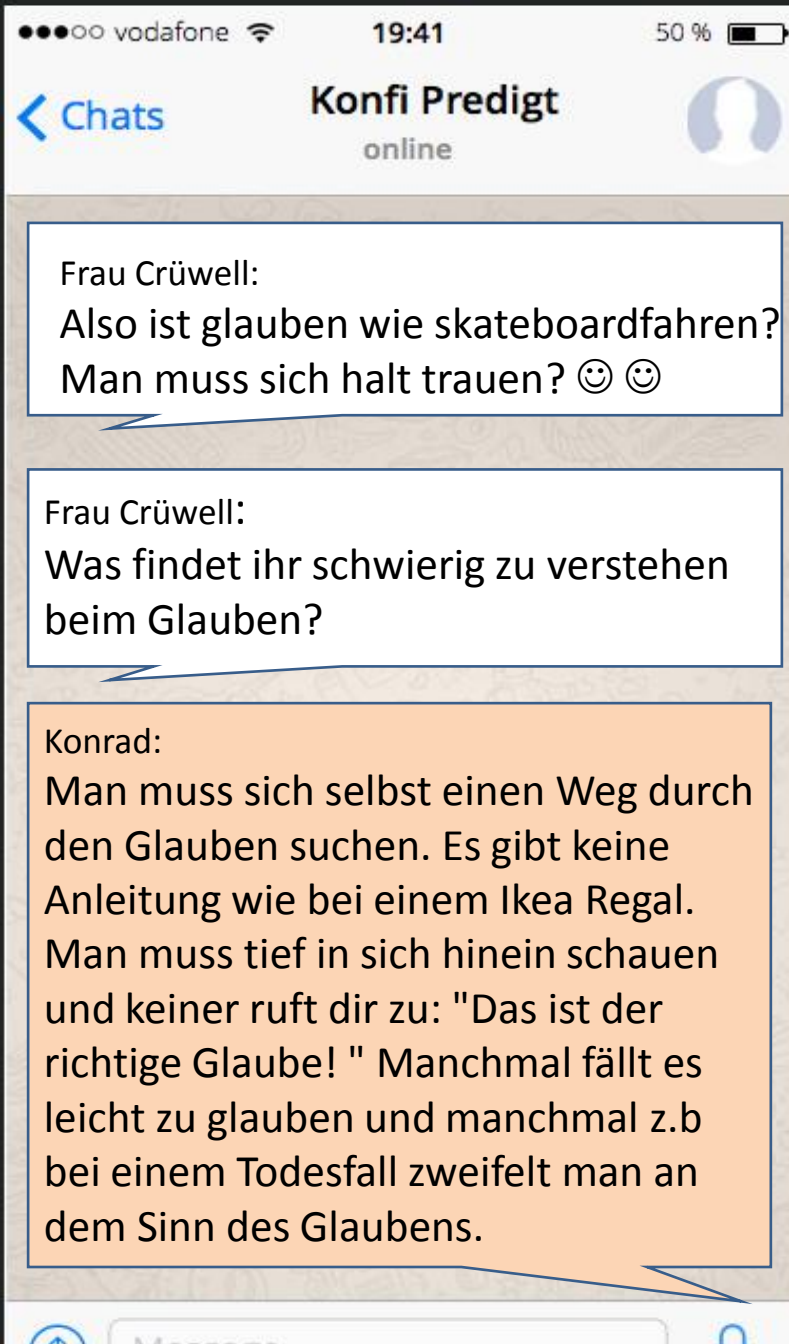 vodafone 19:41 50 %
Chats Konfi Predigt
online
Frau Crüwell:
Also ist glauben wie skateboardfahren?
Man muss sich halt trauen? ☺ ☺
Frau Crüwell:
Was findet ihr schwierig zu verstehen
beim Glauben?
Konrad:
Man muss sich selbst einen Weg durch
den Glauben suchen. Es gibt keine
Anleitung wie bei einem Ikea Regal.
Man muss tief in sich hinein schauen
und keiner ruft dir zu: "Das ist der
richtige Glaube! " Manchmal fällt es
leicht zu glauben und manchmal z.b
bei einem Todesfall zweifelt man an
dem Sinn des Glaubens.